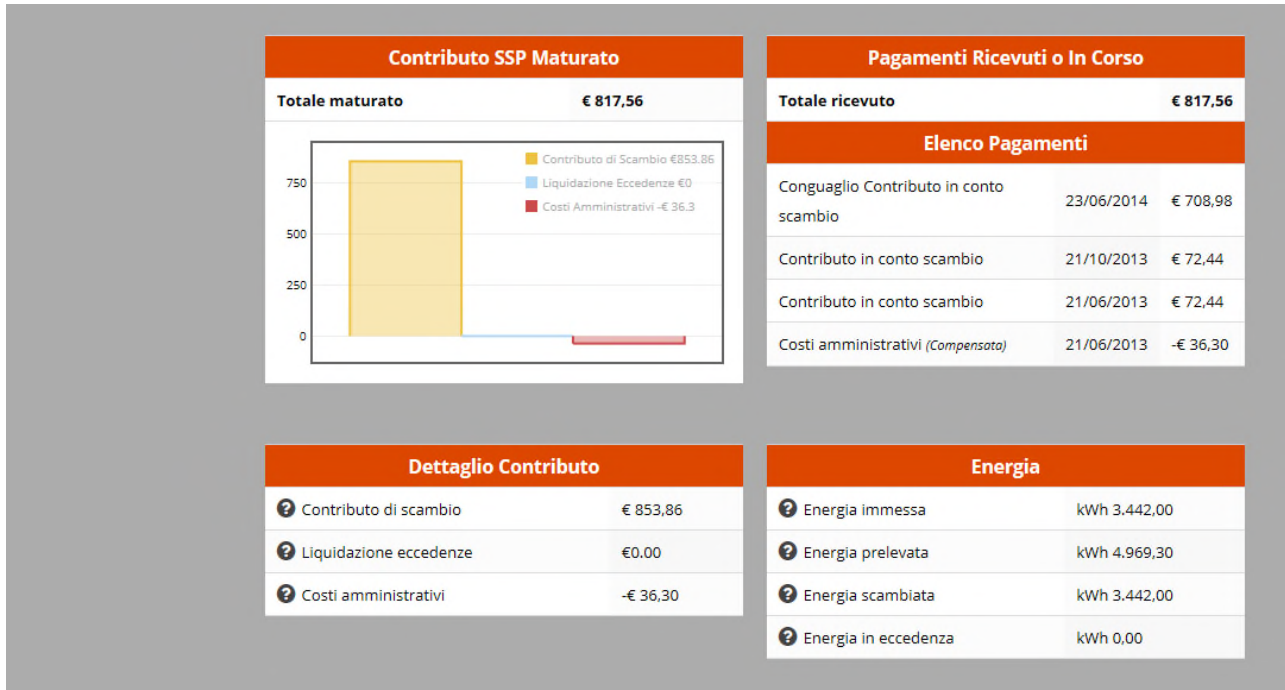 Contributo SSP Maturato
Totale maturato € 817,56
Contributo di Scambio €853.86
Liquidazione Eccedenze €0
Costi Amministrativi -€ 36.3
750
500
250
0
Pagamenti Ricevuti o In Corso
Totale ricevuto € 817,56
Elenco Pagamenti
Conguaglio Contributo in conto
scambio 23/06/2014 € 708,98
Contributo in conto scambio 21/10/2013 € 72,44
Contributo in conto scambio 21/06/2013 € 72,44
Costi amministrativi (Compensata) 21/06/2013 -€ 36,30
Dettaglio Contributo
Contributo di scambio € 853,86
Liquidazione eccedenze €0.00
Costi amministrativi -€ 36,30
Energia
Energia immessa kWh 3.442,00
Energia prelevata kWh 4.969,30
Energia scambiata kWh 3.442,00
Energia in eccedenza kWh 0,00